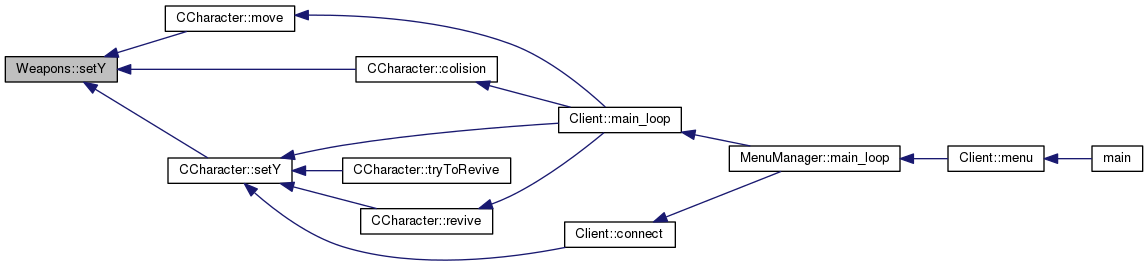 CCharacter::move
Weapons::setY
CCharacter::colision
Client::main_loop
MenuManager::main_loop
Client::menu
main
CCharacter::setY
CCharacter::tryToRevive
CCharacter::revive
Client::connect